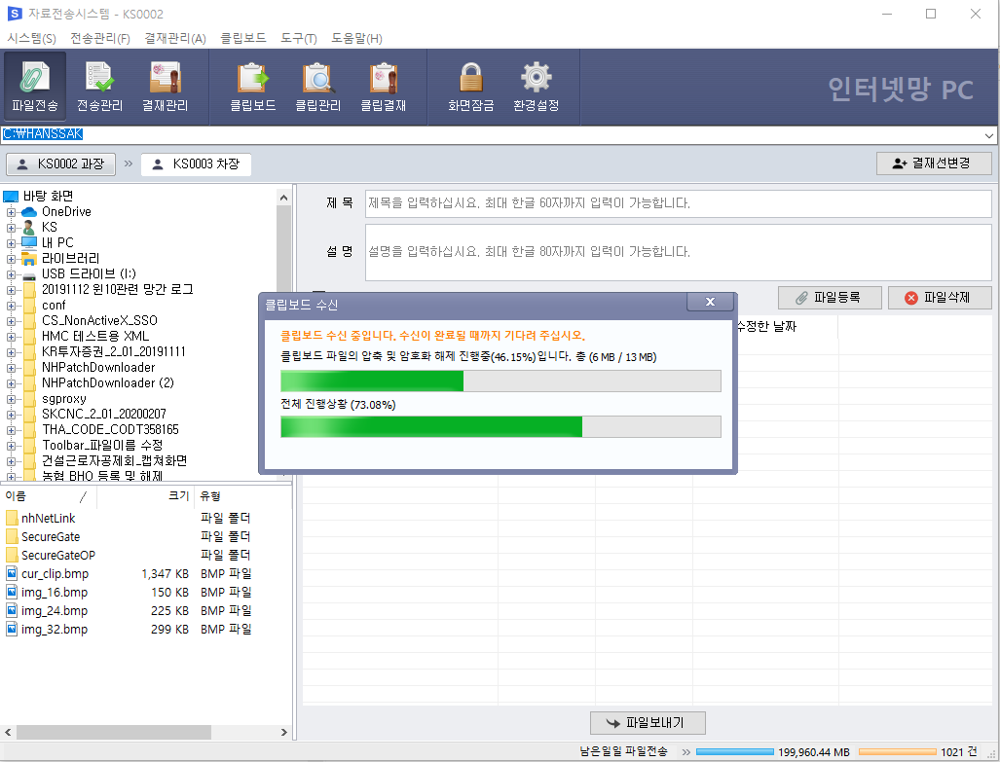 자료전송시스템 - KS0002
시스템(S) 전송관리(F) 결재관리(A) 클립보드 도구(T) 도움말(H)
파일전송 전송관리 결재관리 클립보드 클립관리 클립결재 화면잠금 환경설정
인터넷망 PC
C:\HANSSAK
KS0002 과장 » KS0003 차장 결재선변경
바탕 화면
OneDrive
KS
내 PC
라이브러리
USB 드라이브 (I:)
20191112 윈10관련 망간 로그
conf
CS_NonActiveX_SSO
HMC 테스트용 XML
KR투자증권_2_01_20191111
NHPatchDownloader
NHPatchDownloader (2)
sgproxy
SKCNC_2_01_20200207
THA_CODE_CODT358165
Toolbar_파일이름 수정
건설근로자공제회_캡쳐화면
농협 BHO 등록 및 해제
제 목 제목을 입력하십시요. 최대 한글 60자까지 입력이 가능합니다.
설 명 설명을 입력하십시요. 최대 한글 80자까지 입력이 가능합니다.
파일등록 파일삭제
수정한 날짜
클립보드 수신 X
클립보드 수신 중입니다. 수신이 완료될 때까지 기다려 주십시오.
클립보드 파일의 압축 및 암호화 해제 진행중(46.15%)입니다. 총 (6 MB / 13 MB)
전체 진행상황 (73.08%)
이름 크기 유형
nhNetLink 파일 폴더
SecureGate 파일 폴더
SecureGateOP 파일 폴더
cur_clip.bmp 1,347 KB BMP 파일
img_16.bmp 150 KB BMP 파일
img_24.bmp 225 KB BMP 파일
img_32.bmp 299 KB BMP 파일
파일보내기
남은일일 파일전송 » 199,960.44 MB 1021 건